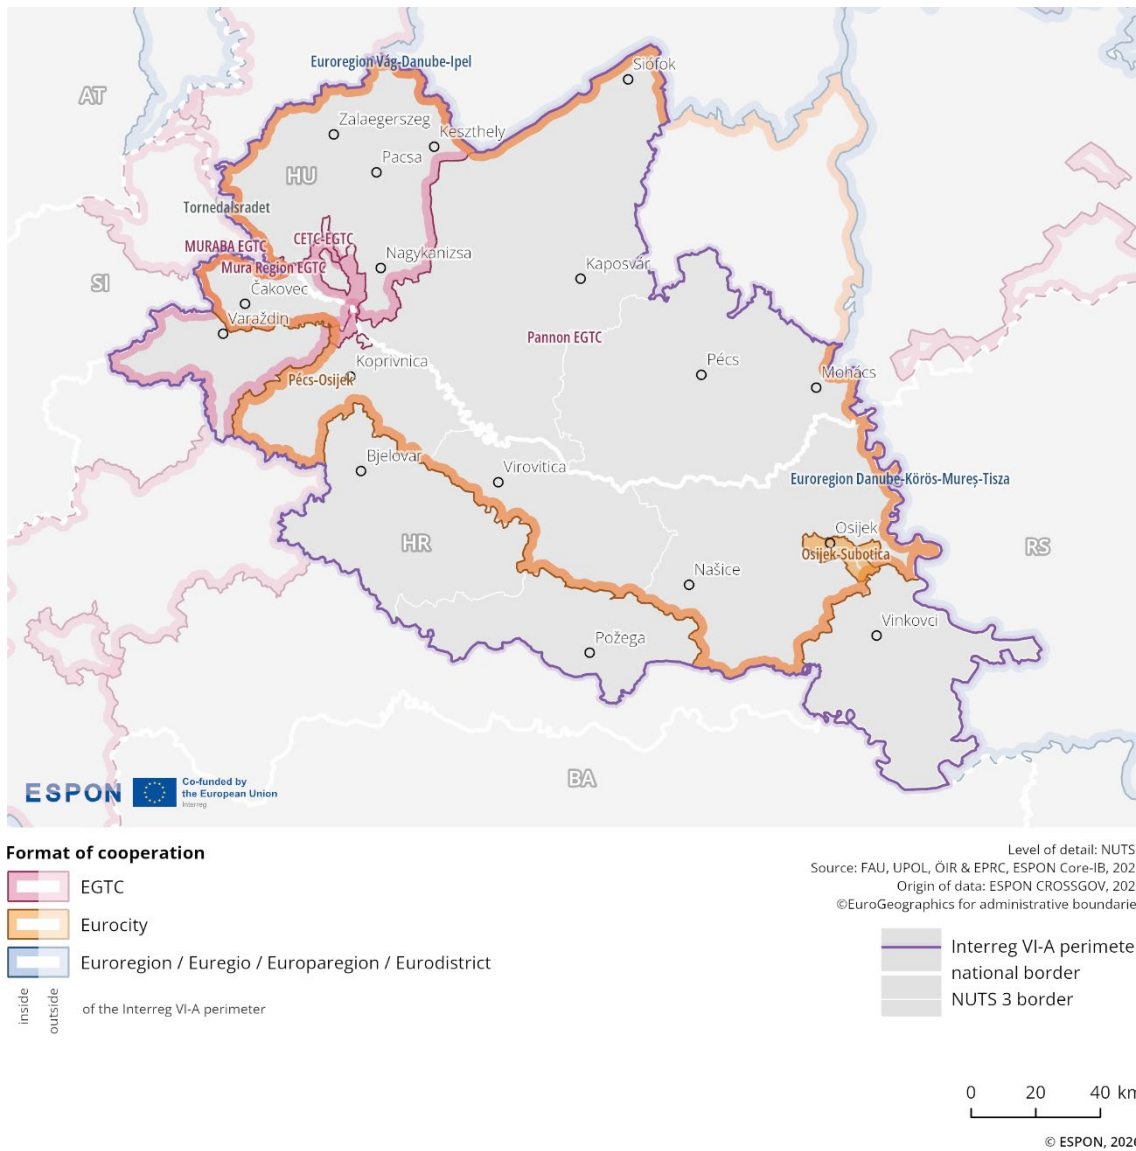 Euroregion Vág-Danube-Ipel
Siófok
AT
Zalaegerszeg
Keszthely
Pacsa
HU
Tornedalsradet
MURABA EGTC
CETC-EGTC
Mura Region EGTC
Nagykanizsa
SI
Čakovec
Kaposvár
Varaždin
Pannon EGTC
Koprivnica
Pécs
Mohács
Pécs-Osijek
Bjelovar
Virovitica
Euroregion Danube-Körös-Mureș-Tisza
HR
Osijek
Osijek-Subotica
RS
Našice
Vinkovci
Požega
BA
ESPON
Co-funded by
the European Union
Interreg
Format of cooperation
EGTC
Eurocity
Euroregion / Euregio / Europaregion / Eurodistrict
inside
outside
of the Interreg VI-A perimeter
Level of detail: NUTS
Source: FAU, UPOL, ÖIR & EPRC, ESPON Core-IB, 202
Origin of data: ESPON CROSSGOV, 202
©EuroGeographics for administrative boundarie
Interreg VI-A perimete
national border
NUTS 3 border
0 20 40 km
© ESPON, 2026